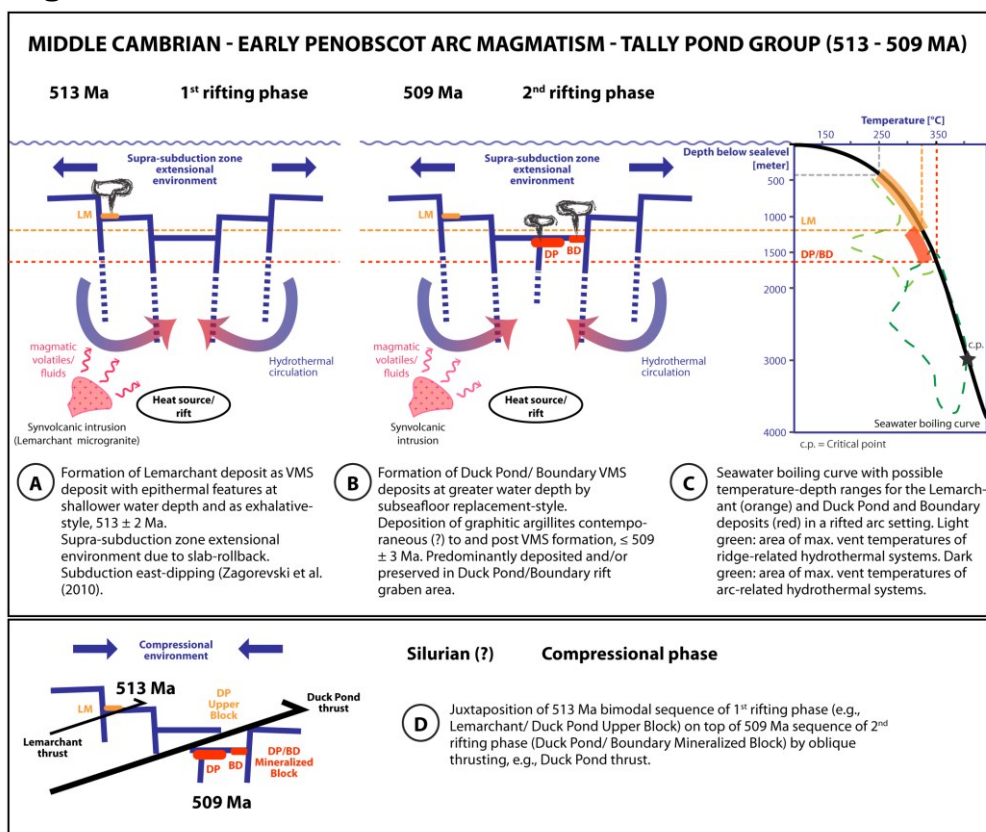 MIDDLE CAMBRIAN - EARLY PENOBSCOT ARC MAGMATISM - TALLY POND GROUP (513 - 509 MA)
513 Ma 1st rifting phase
Supra-subduction zone
extensional
environment
LM
magmatic
volatiles/
fluids
Hydrothermal
circulation
Heat source/
rift
Synvolcanic intrusion
(Lemarchant microgranite)
509 Ma 2nd rifting phase
Supra-subduction zone
extensional
environment
LM
DP
BD
magmatic
volatiles/
fluids
Hydrothermal
circulation
Heat source/
rift
Synvolcanic
intrusion
Temperature [°C]
150 250 350
Depth below sealevel
[meter]
500
LM
1000
DP/BD
1500
2000
3000
c.p.
Seawater boiling curve
4000
c.p. = Critical point
A
Formation of Lemarchant deposit as VMS
deposit with epithermal features at
shallower water depth and as exhalative-
style, 513 ± 2 Ma.
Supra-subduction zone extensional
environment due to slab-rollback.
Subduction east-dipping (Zagorevski et al.
(2010).
B
Formation of Duck Pond/ Boundary VMS
deposits at greater water depth by
subseafloor replacement-style.
Deposition of graphitic argillites contempo-
raneous (?) to and post VMS formation, ≤ 509
± 3 Ma. Predominantly deposited and/or
preserved in Duck Pond/Boundary rift
graben area.
C
Seawater boiling curve with possible
temperature-depth ranges for the Lemarch-
ant (orange) and Duck Pond and Boundary
deposits (red) in a rifted arc setting. Light
green: area of max. vent temperatures of
ridge-related hydrothermal systems. Dark
green: area of max. vent temperatures of
arc-related hydrothermal systems.
Compressional
environment
513 Ma
LM
DP
Upper
Block
Duck Pond
thrust
Lemarchant
thrust
DP
BD
DP/BD
Mineralized
Block
509 Ma
Silurian (?) Compressional phase
D
Juxtaposition of 513 Ma bimodal sequence of 1st rifting phase (e.g.,
Lemarchant/ Duck Pond Upper Block) on top of 509 Ma sequence of 2nd
rifting phase (Duck Pond/ Boundary Mineralized Block) by oblique
thrusting, e.g., Duck Pond thrust.